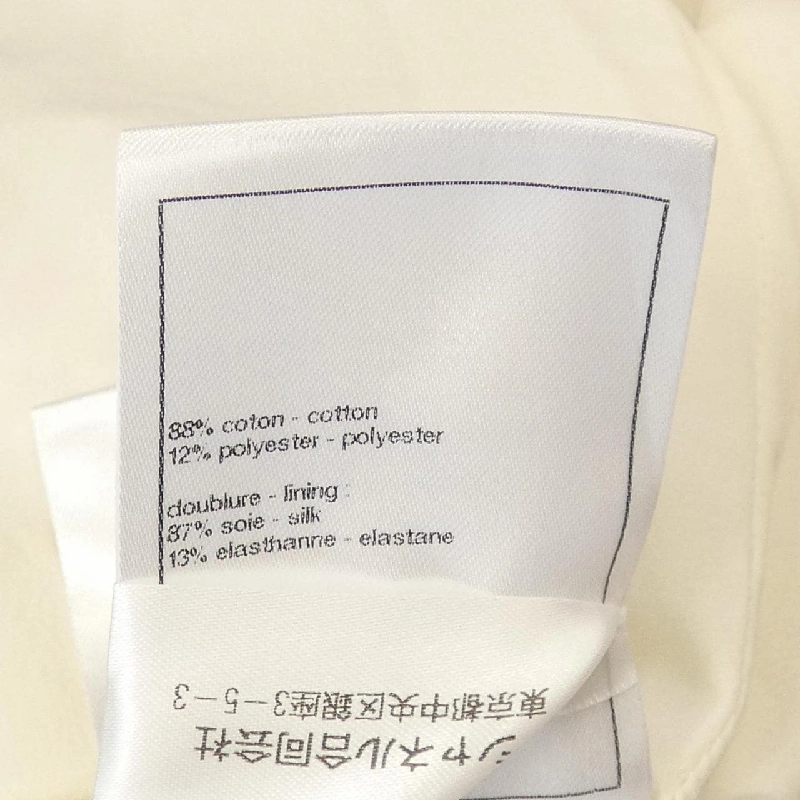 88% coton - cotton
12% polyester - polyester
doublure - lining :
87% soie - silk
13% elasthanne - elastane
シャネル合同会社
東京都中央区銀座3−5−3